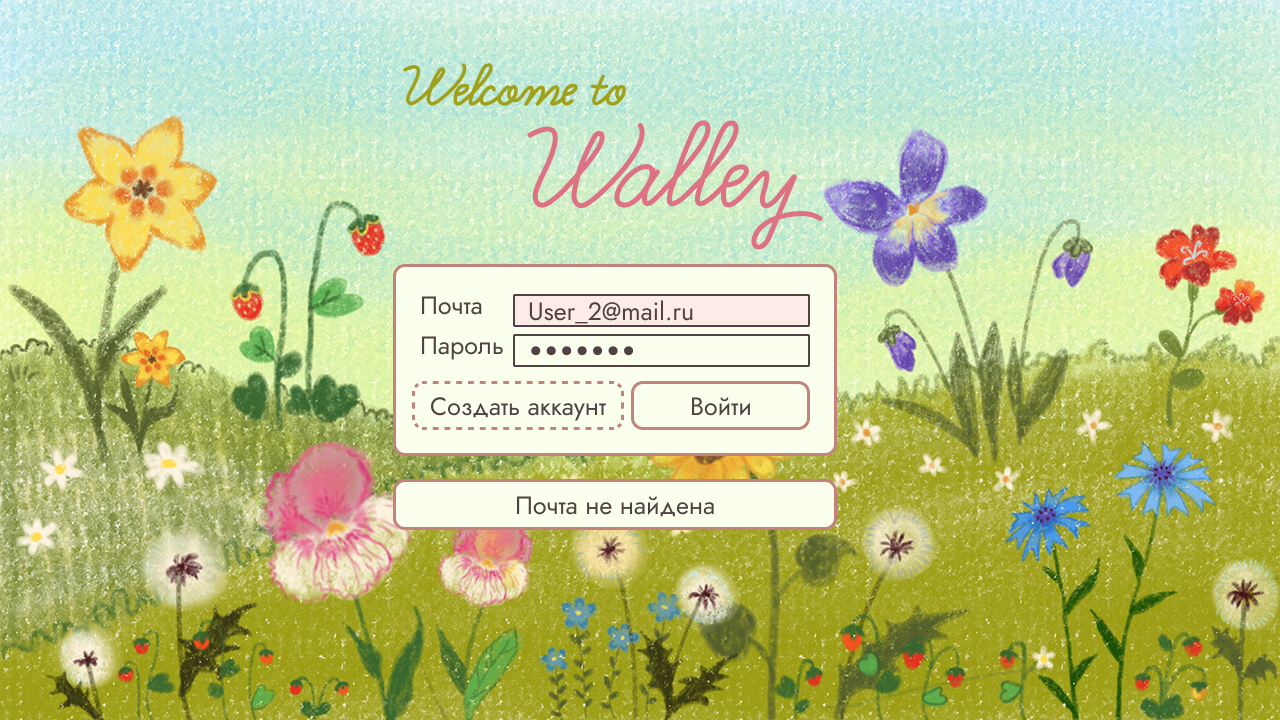 Welcome to
Walley
Почта
User_2@mail.ru
Пароль
●●●●●●●
Создать аккаунт
Войти
Почта не найдена